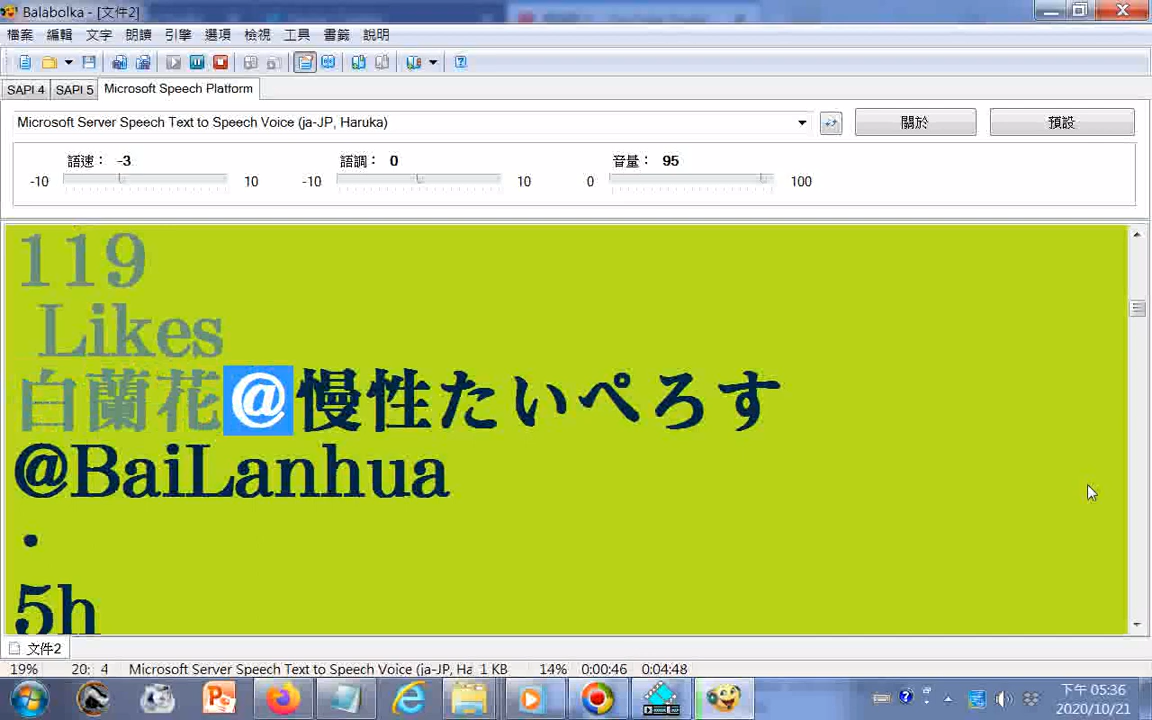 Balabolka - [文件2]
檔案 編輯 文字 朗讀 引擎 選項 檢視 工具 書籤 說明
SAPI 4 SAPI 5 Microsoft Speech Platform
Microsoft Server Speech Text to Speech Voice (ja-JP, Haruka) 關於 預設
語速： -3 語調： 0 音量： 95
-10 10 -10 10 0 100
119
Likes
白蘭花@慢性たいぺろす
@BaiLanhua
·
5h
文件2
19% 20: 4 Microsoft Server Speech Text to Speech Voice (ja-JP, Ha 1 KB 14% 0:00:46 0:04:48
下午 05:36
2020/10/21